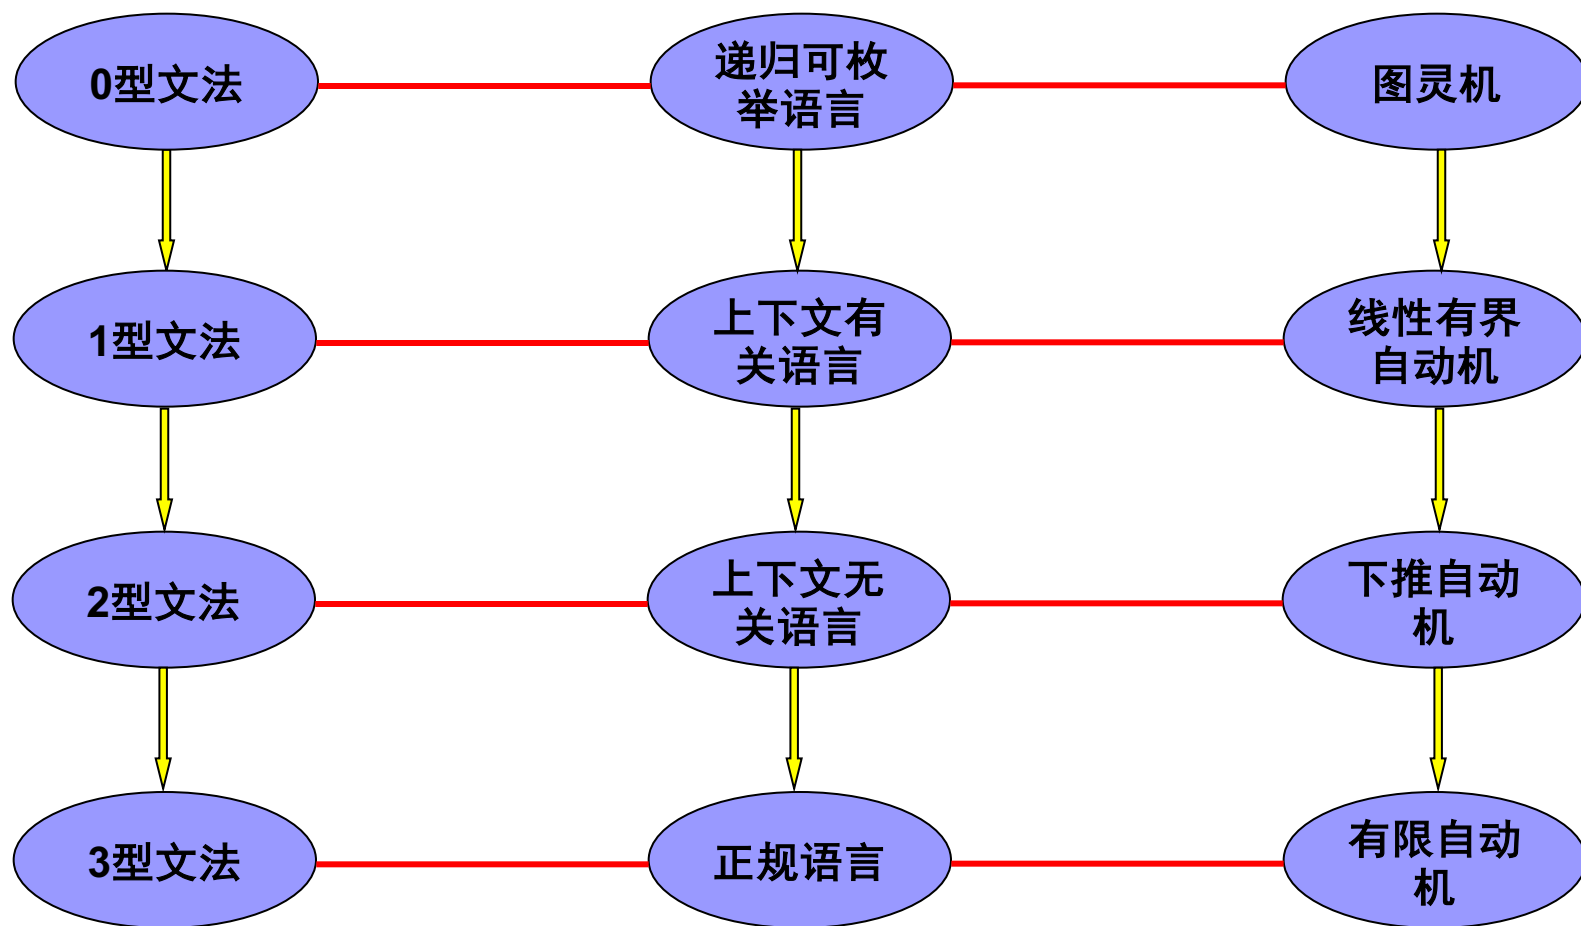 0型文法
递归可枚
举语言
图灵机
1型文法
上下文有
关语言
线性有界
自动机
2型文法
上下文无
关语言
下推自动
机
3型文法
正规语言
有限自动
机